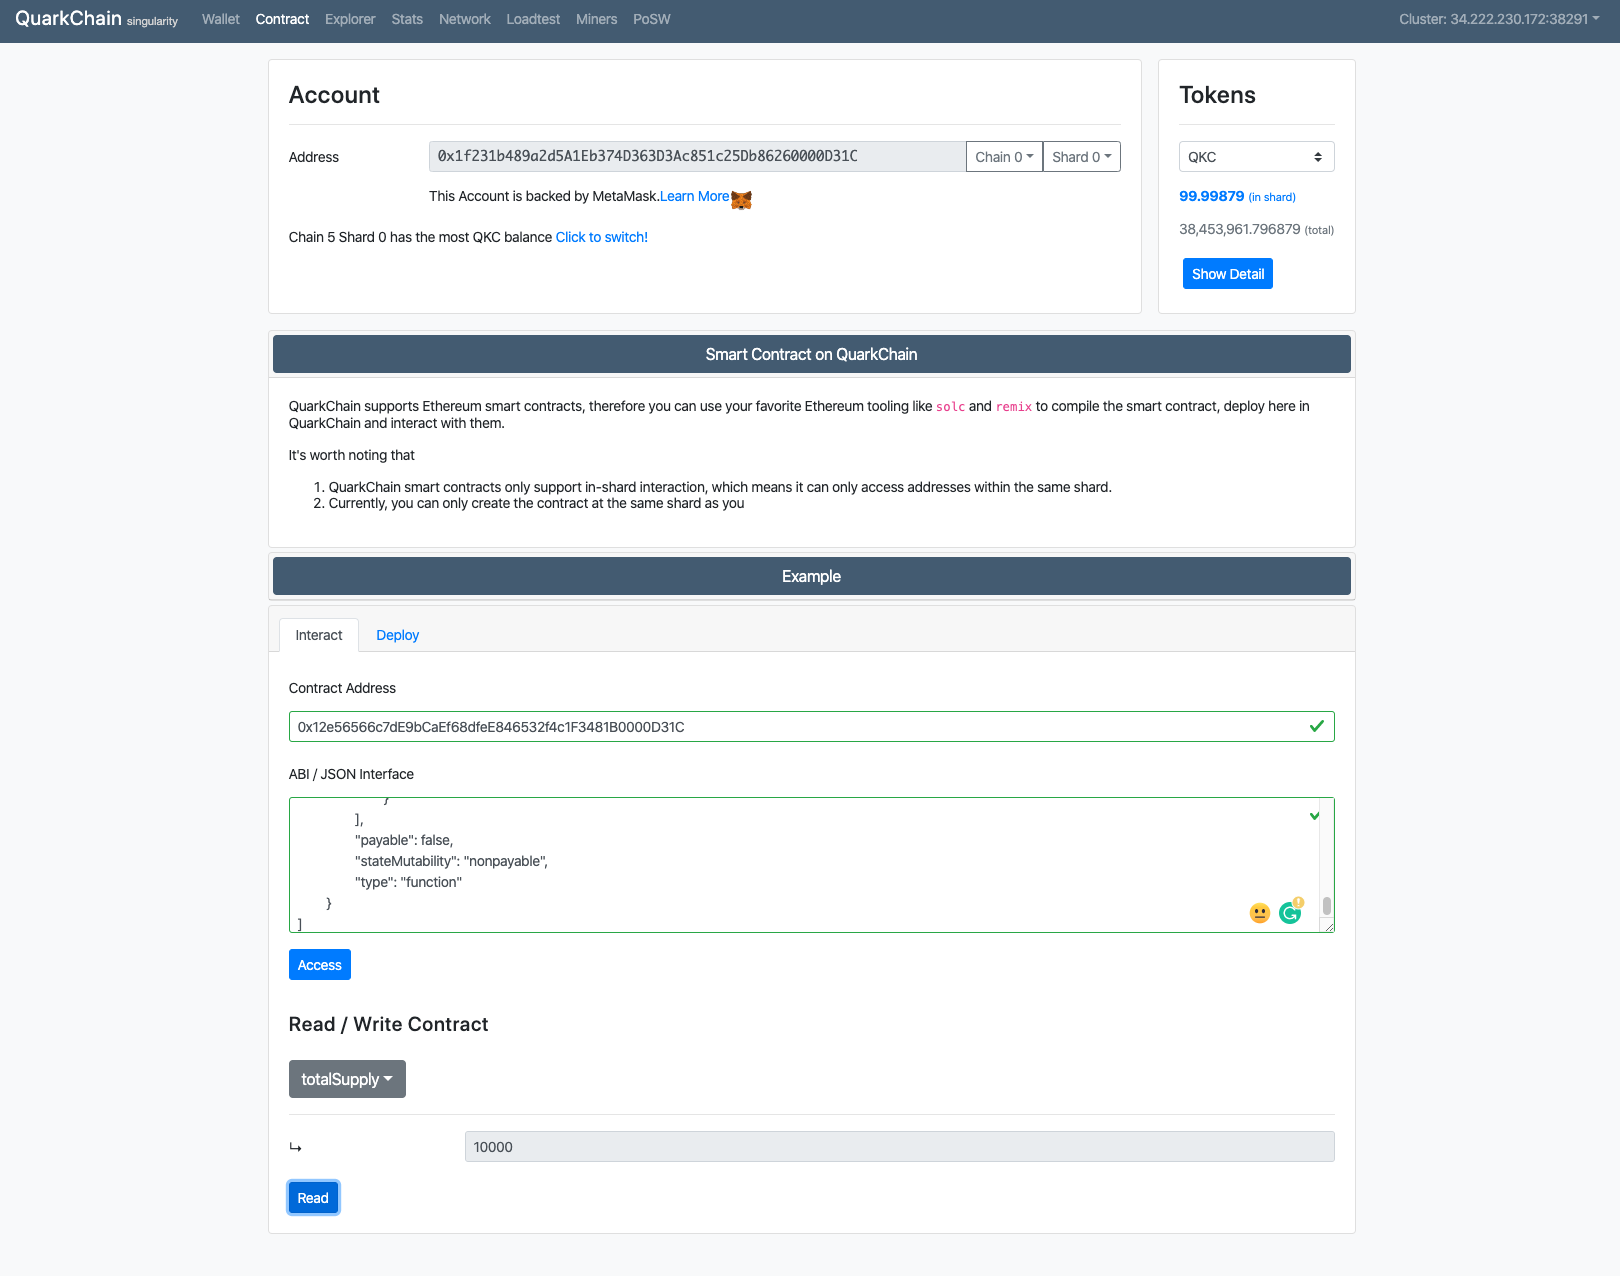 QuarkChain singularity Wallet Contract Explorer Stats Network Loadtest Miners PoSW Cluster: 34.222.230.172:38291
Account
Address 0x1f231b489a2d5A1Eb374D363D3Ac851c25Db86260000D31C Chain 0 Shard 0
This Account is backed by MetaMask.Learn More
Chain 5 Shard 0 has the most QKC balance Click to switch!
Tokens
QKC
99.99879 (in shard)
38,453,961.796879 (total)
Show Detail
Smart Contract on QuarkChain
QuarkChain supports Ethereum smart contracts, therefore you can use your favorite Ethereum tooling like solc and remix to compile the smart contract, deploy here in
QuarkChain and interact with them.
It's worth noting that
1. QuarkChain smart contracts only support in-shard interaction, which means it can only access addresses within the same shard.
2. Currently, you can only create the contract at the same shard as you
Example
Interact Deploy
Contract Address
0x12e56566c7dE9bCaEf68dfeE846532f4c1F3481B0000D31C
ABI / JSON Interface
}
],
"payable": false,
"stateMutability": "nonpayable",
"type": "function"
}
]
Access
Read / Write Contract
totalSupply
↳ 10000
Read